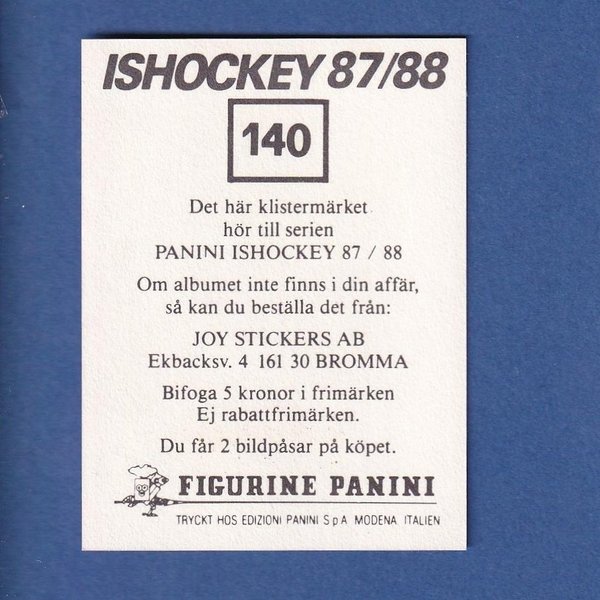 ISHOCKEY 87/88
140
Det här klistermärket
hör till serien
PANINI ISHOCKEY 87 / 88
Om albumet inte finns i din affär,
så kan du beställa det från:
JOY STICKERS AB
Ekbacksv. 4 161 30 BROMMA
Bifoga 5 kronor i frimärken
Ej rabattfrimärken.
Du får 2 bildpåsar på köpet.
FIGURINE PANINI
TRYCKT HOS EDIZIONI PANINI S p A MODENA ITALIEN